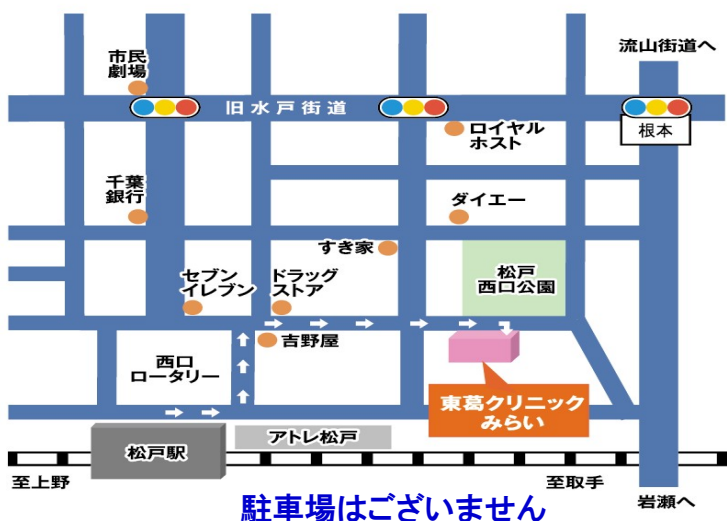 流山街道へ
市民
劇場
旧水戸街道
根本
ロイヤル
ホスト
千葉
銀行
ダイエー
すき家
松戸
西口公園
セブン
イレブン
ドラッグ
ストア
吉野屋
西口
ロータリー
東葛クリニック
みらい
アトレ松戸
松戸駅
至上野
至取手
岩瀬へ
駐車場はございません